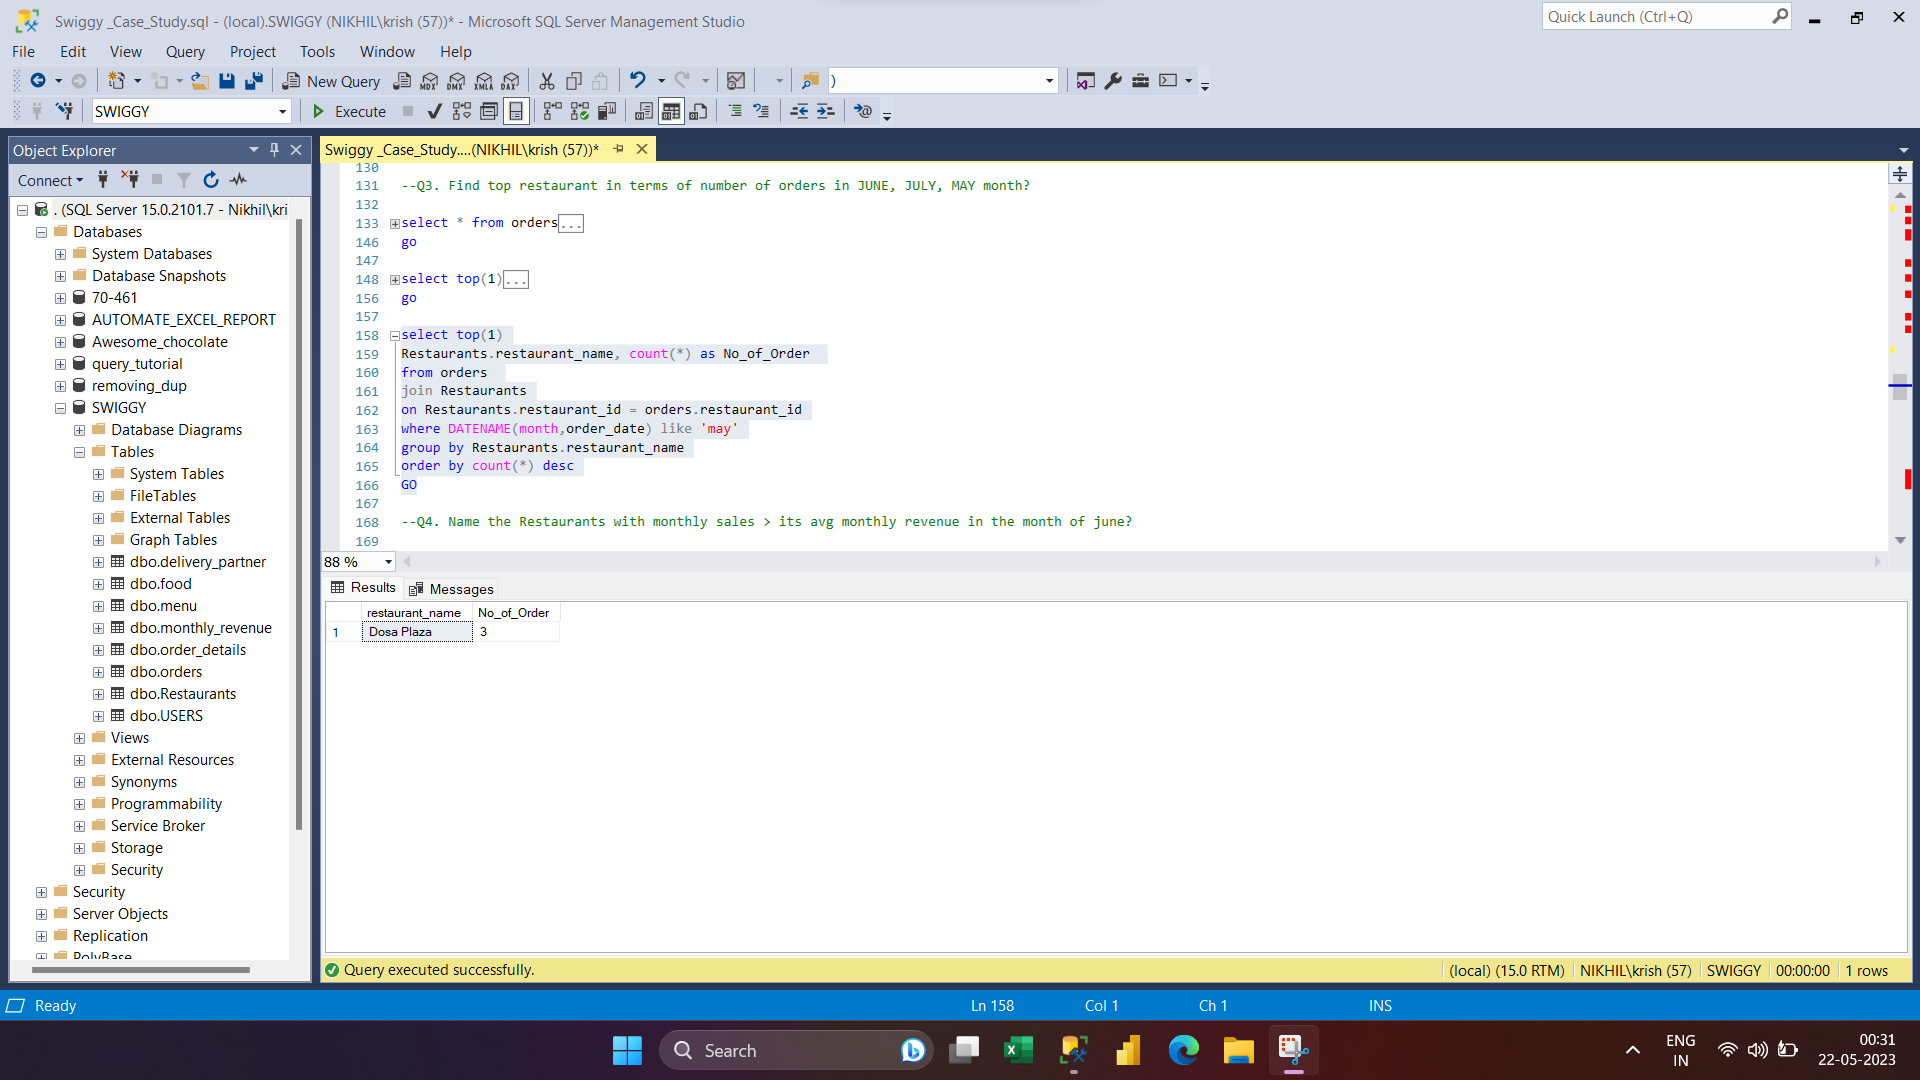 Swiggy _Case_Study.sql - (local).SWIGGY (NIKHIL\krish (57))* - Microsoft SQL Server Management Studio
Quick Launch (Ctrl+Q)
File Edit View Query Project Tools Window Help
New Query MDX DMX XMLA DAX )
SWIGGY Execute
Object Explorer
Connect
. (SQL Server 15.0.2101.7 - Nikhil\kri
Databases
System Databases
Database Snapshots
70-461
AUTOMATE_EXCEL_REPORT
Awesome_chocolate
query_tutorial
removing_dup
SWIGGY
Database Diagrams
Tables
System Tables
FileTables
External Tables
Graph Tables
dbo.delivery_partner
dbo.food
dbo.menu
dbo.monthly_revenue
dbo.order_details
dbo.orders
dbo.Restaurants
dbo.USERS
Views
External Resources
Synonyms
Programmability
Service Broker
Storage
Security
Security
Server Objects
Replication
PolyBase
Swiggy _Case_Study....(NIKHIL\krish (57))*
130
131 --Q3. Find top restaurant in terms of number of orders in JUNE, JULY, MAY month?
132
133 select * from orders...
146 go
147
148 select top(1)...
156 go
157
158 select top(1)
159 Restaurants.restaurant_name, count(*) as No_of_Order
160 from orders
161 join Restaurants
162 on Restaurants.restaurant_id = orders.restaurant_id
163 where DATENAME(month,order_date) like 'may'
164 group by Restaurants.restaurant_name
165 order by count(*) desc
166 GO
167
168 --Q4. Name the Restaurants with monthly sales > its avg monthly revenue in the month of june?
169
88 %
Results Messages
restaurant_name No_of_Order
1 Dosa Plaza 3
Query executed successfully.
(local) (15.0 RTM) NIKHIL\krish (57) SWIGGY 00:00:00 1 rows
Ready Ln 158 Col 1 Ch 1 INS
Search
ENG
IN
00:31
22-05-2023